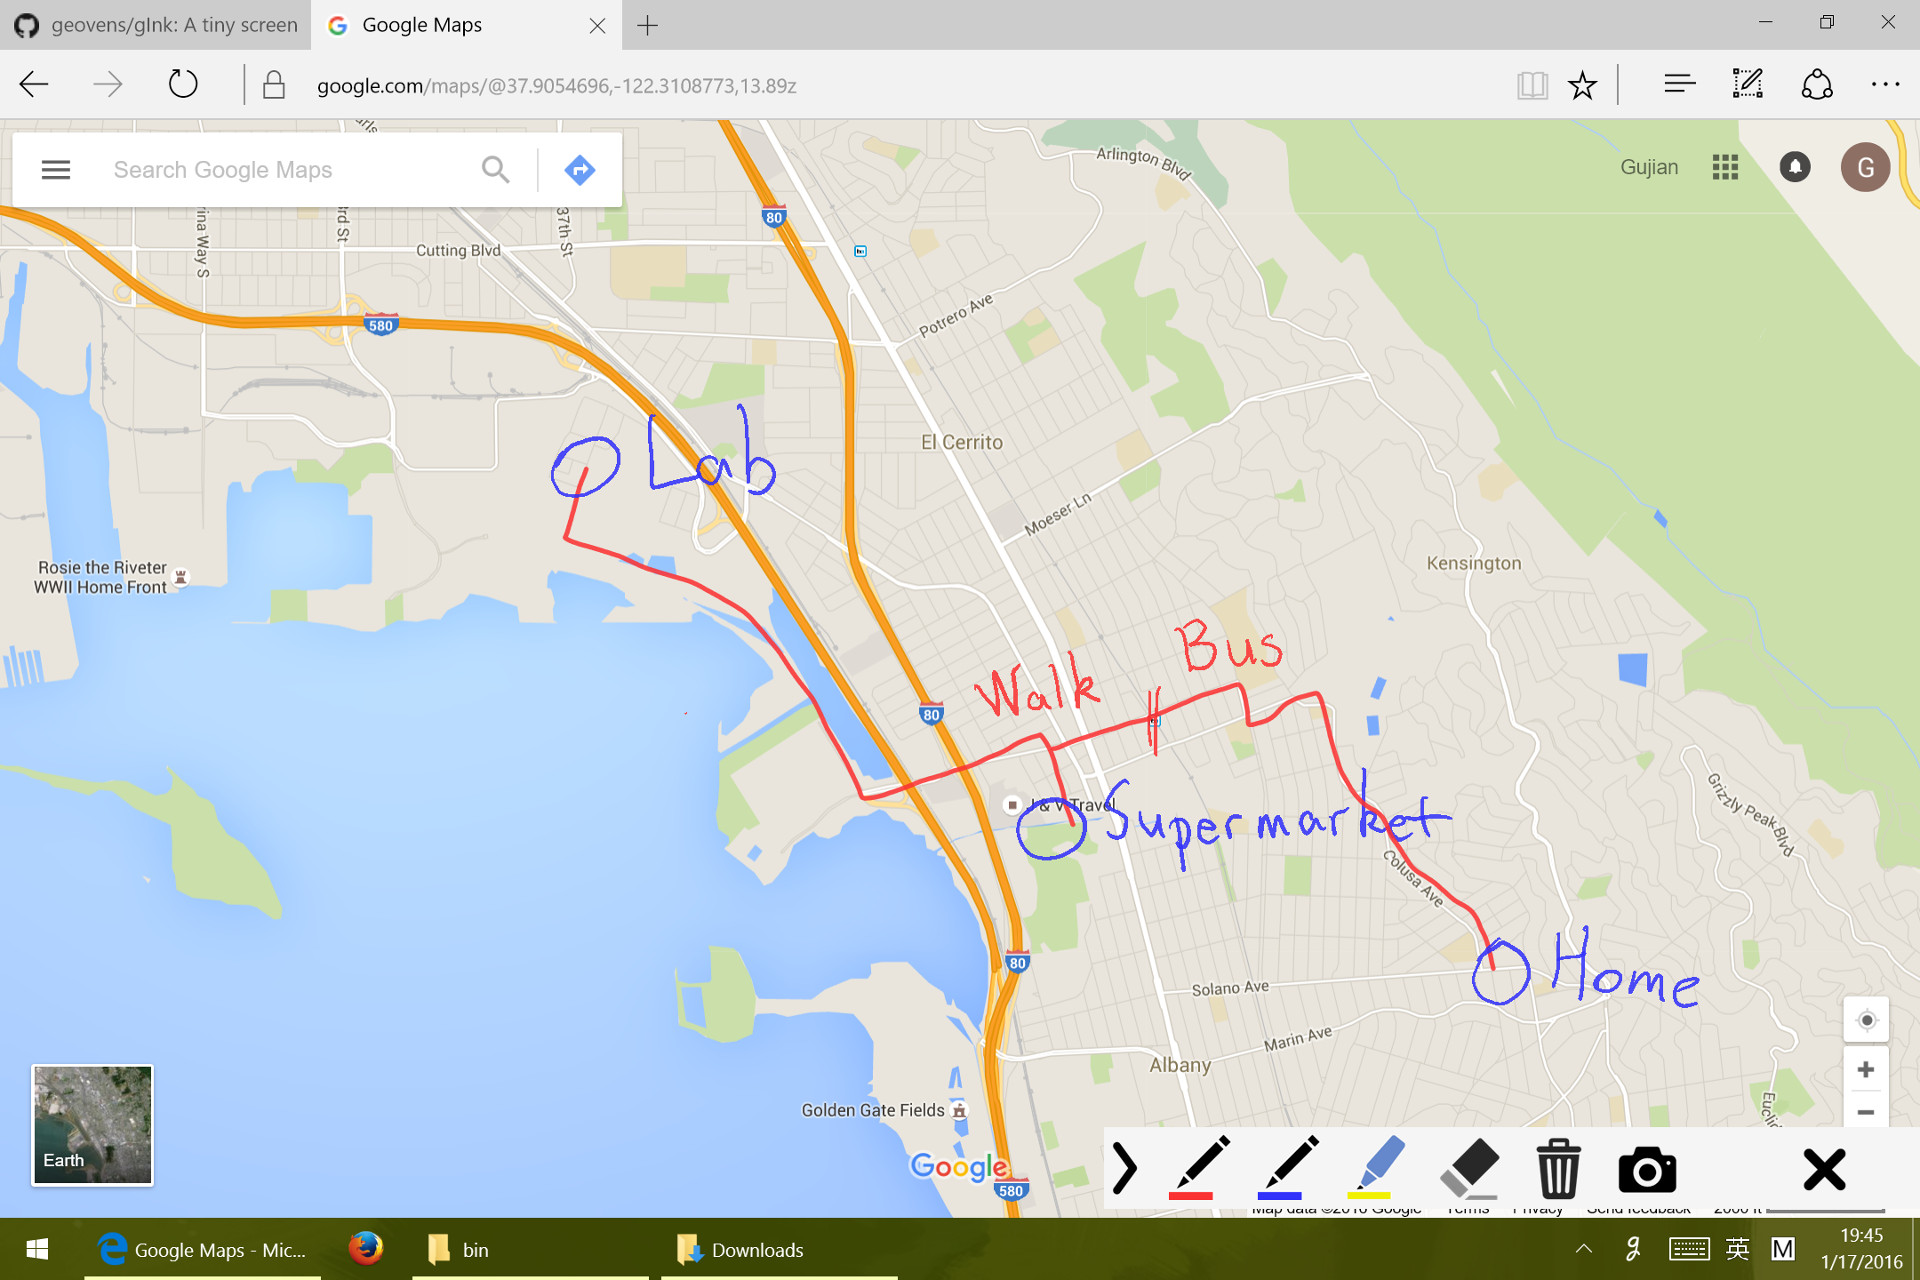 geovens/gInk: A tiny screen
Google Maps
google.com/maps/@37.9054696,-122.3108773,13.89z
Search Google Maps
Gujian
G
Arlington Blvd
80
rina Way S
3rd St
37th St
Cutting Blvd
580
Potrero Ave
El Cerrito
Lab
Moeser Ln
Kensington
Rosie the Riveter
WWII Home Front
Bus
Walk
80
J & V Travel
Supermarket
Grizzly Peak Blvd
Colusa Ave
80
Home
Solano Ave
Marin Ave
Albany
Golden Gate Fields
Earth
Google
580
Map data ©2016 Google Terms Privacy Send feedback 2000 ft
Google Maps - Mic...
bin
Downloads
英
M
19:45
1/17/2016